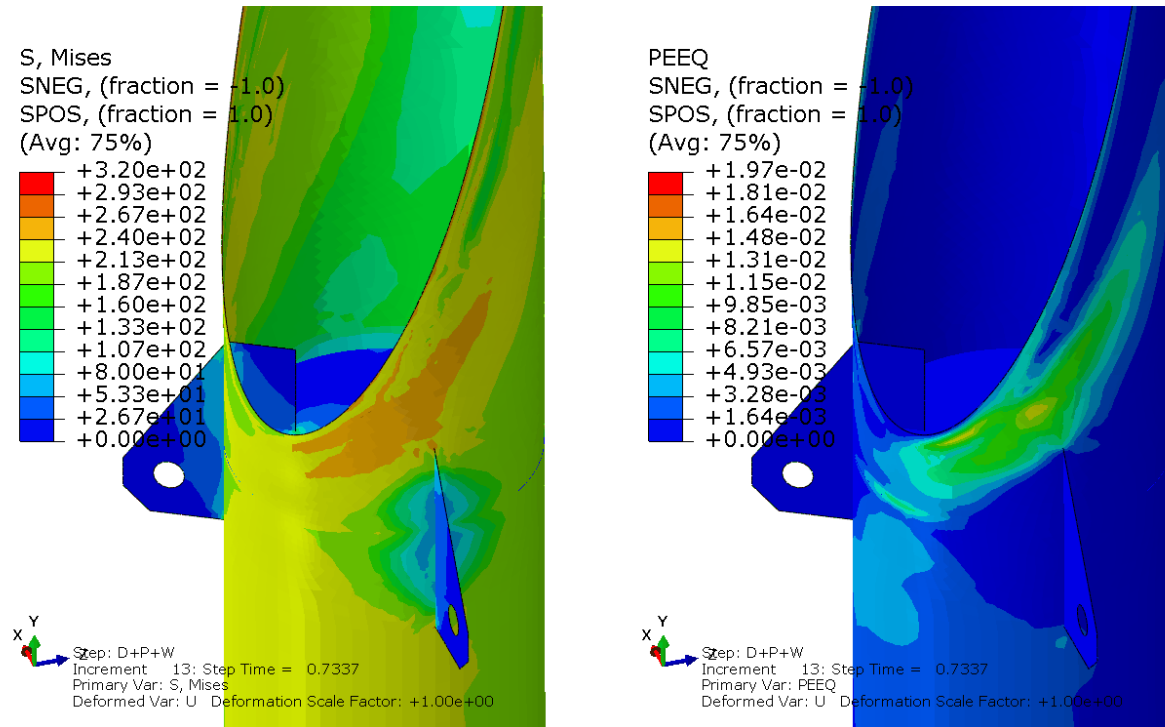 S, Mises
SNEG, (fraction = -1.0)
SPOS, (fraction = 1.0)
(Avg: 75%)
+3.20e+02
+2.93e+02
+2.67e+02
+2.40e+02
+2.13e+02
+1.87e+02
+1.60e+02
+1.33e+02
+1.07e+02
+8.00e+01
+5.33e+01
+2.67e+01
+0.00e+00
Y
X
Z
Step: D+P+W
Increment 13: Step Time = 0.7337
Primary Var: S, Mises
Deformed Var: U Deformation Scale Factor: +1.00e+00
PEEQ
SNEG, (fraction = -1.0)
SPOS, (fraction = 1.0)
(Avg: 75%)
+1.97e-02
+1.81e-02
+1.64e-02
+1.48e-02
+1.31e-02
+1.15e-02
+9.85e-03
+8.21e-03
+6.57e-03
+4.93e-03
+3.28e-03
+1.64e-03
+0.00e+00
Y
X
Z
Step: D+P+W
Increment 13: Step Time = 0.7337
Primary Var: PEEQ
Deformed Var: U Deformation Scale Factor: +1.00e+00